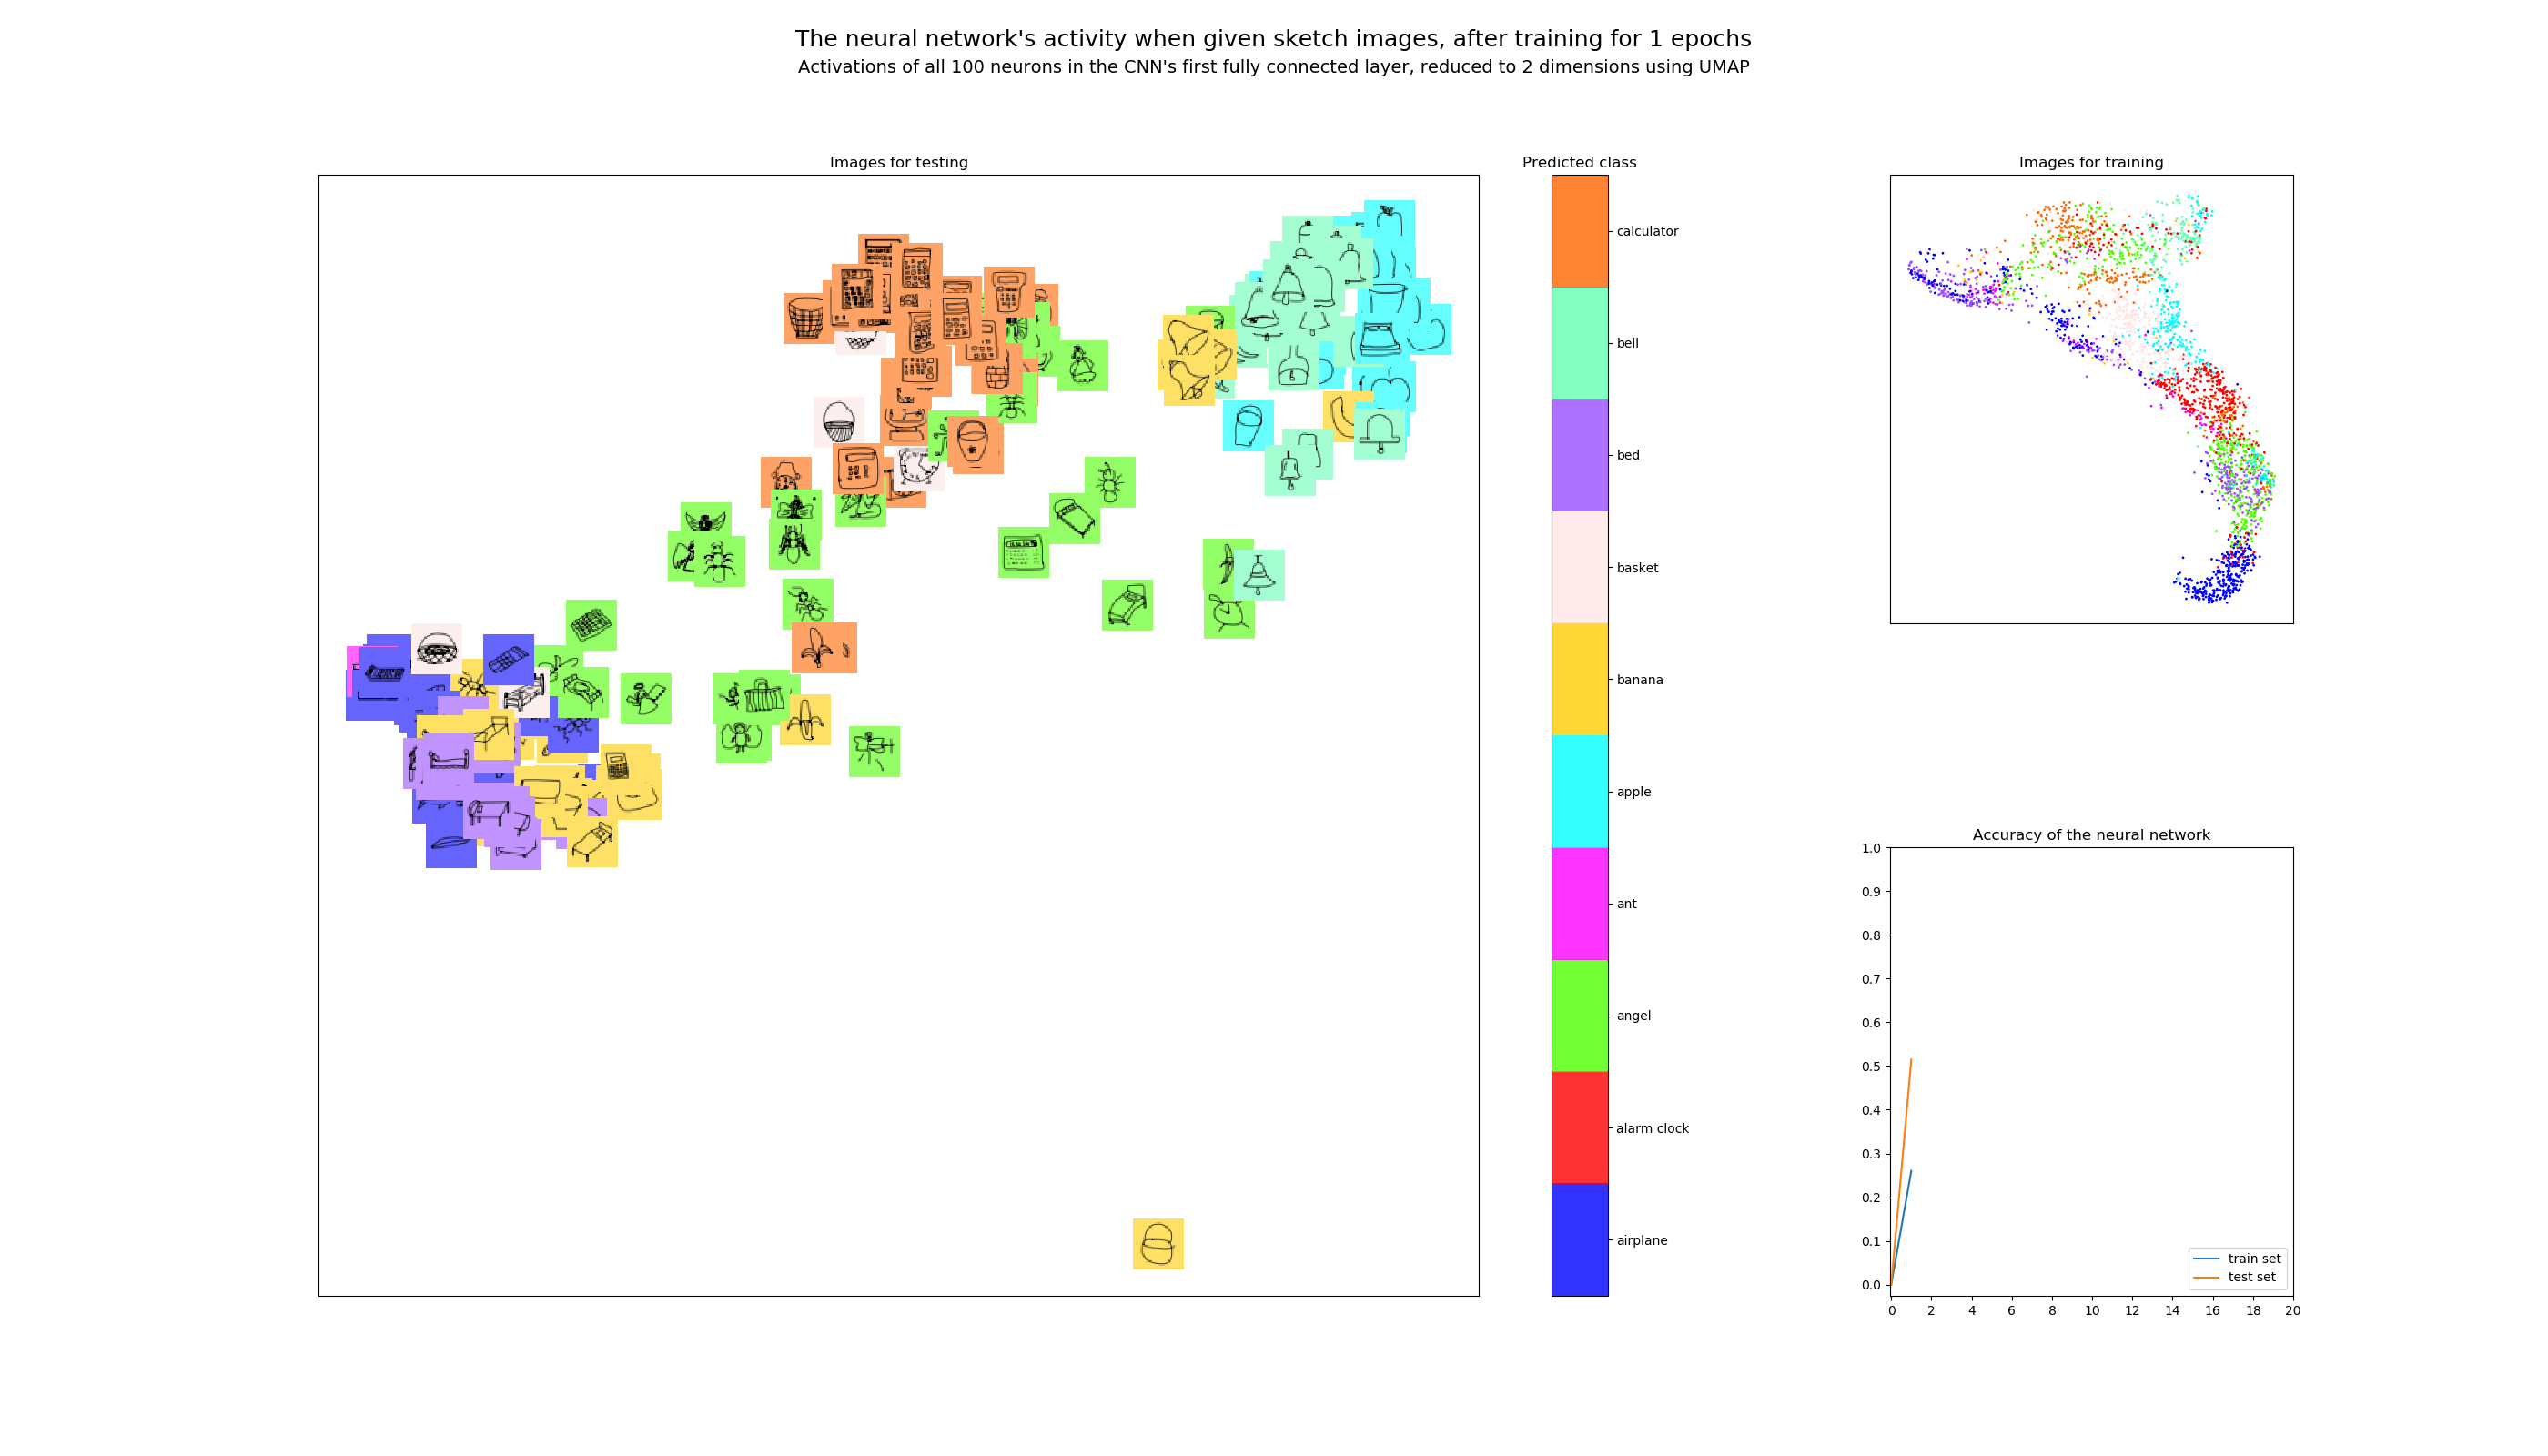 The neural network's activity when given sketch images, after training for 1 epochs
Activations of all 100 neurons in the CNN's first fully connected layer, reduced to 2 dimensions using UMAP
Images for testing
Predicted class
calculator
bell
bed
basket
banana
apple
ant
angel
alarm clock
airplane
Images for training
Accuracy of the neural network
1.0
0.9
0.8
0.7
0.6
0.5
0.4
0.3
0.2
0.1
0.0
train set
test set
0 2 4 6 8 10 12 14 16 18 20